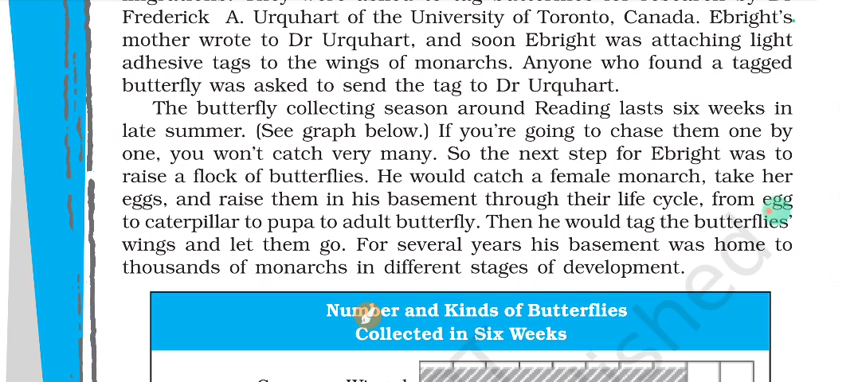 Frederick A. Urquhart of the University of Toronto, Canada. Ebright's
mother wrote to Dr Urquhart, and soon Ebright was attaching light
adhesive tags to the wings of monarchs. Anyone who found a tagged
butterfly was asked to send the tag to Dr Urquhart.
The butterfly collecting season around Reading lasts six weeks in
late summer. (See graph below.) If you're going to chase them one by
one, you won't catch very many. So the next step for Ebright was to
raise a flock of butterflies. He would catch a female monarch, take her
eggs, and raise them in his basement through their life cycle, from egg
to caterpillar to pupa to adult butterfly. Then he would tag the butterflies'
wings and let them go. For several years his basement was home to
thousands of monarchs in different stages of development.
Number and Kinds of Butterflies
Collected in Six Weeks